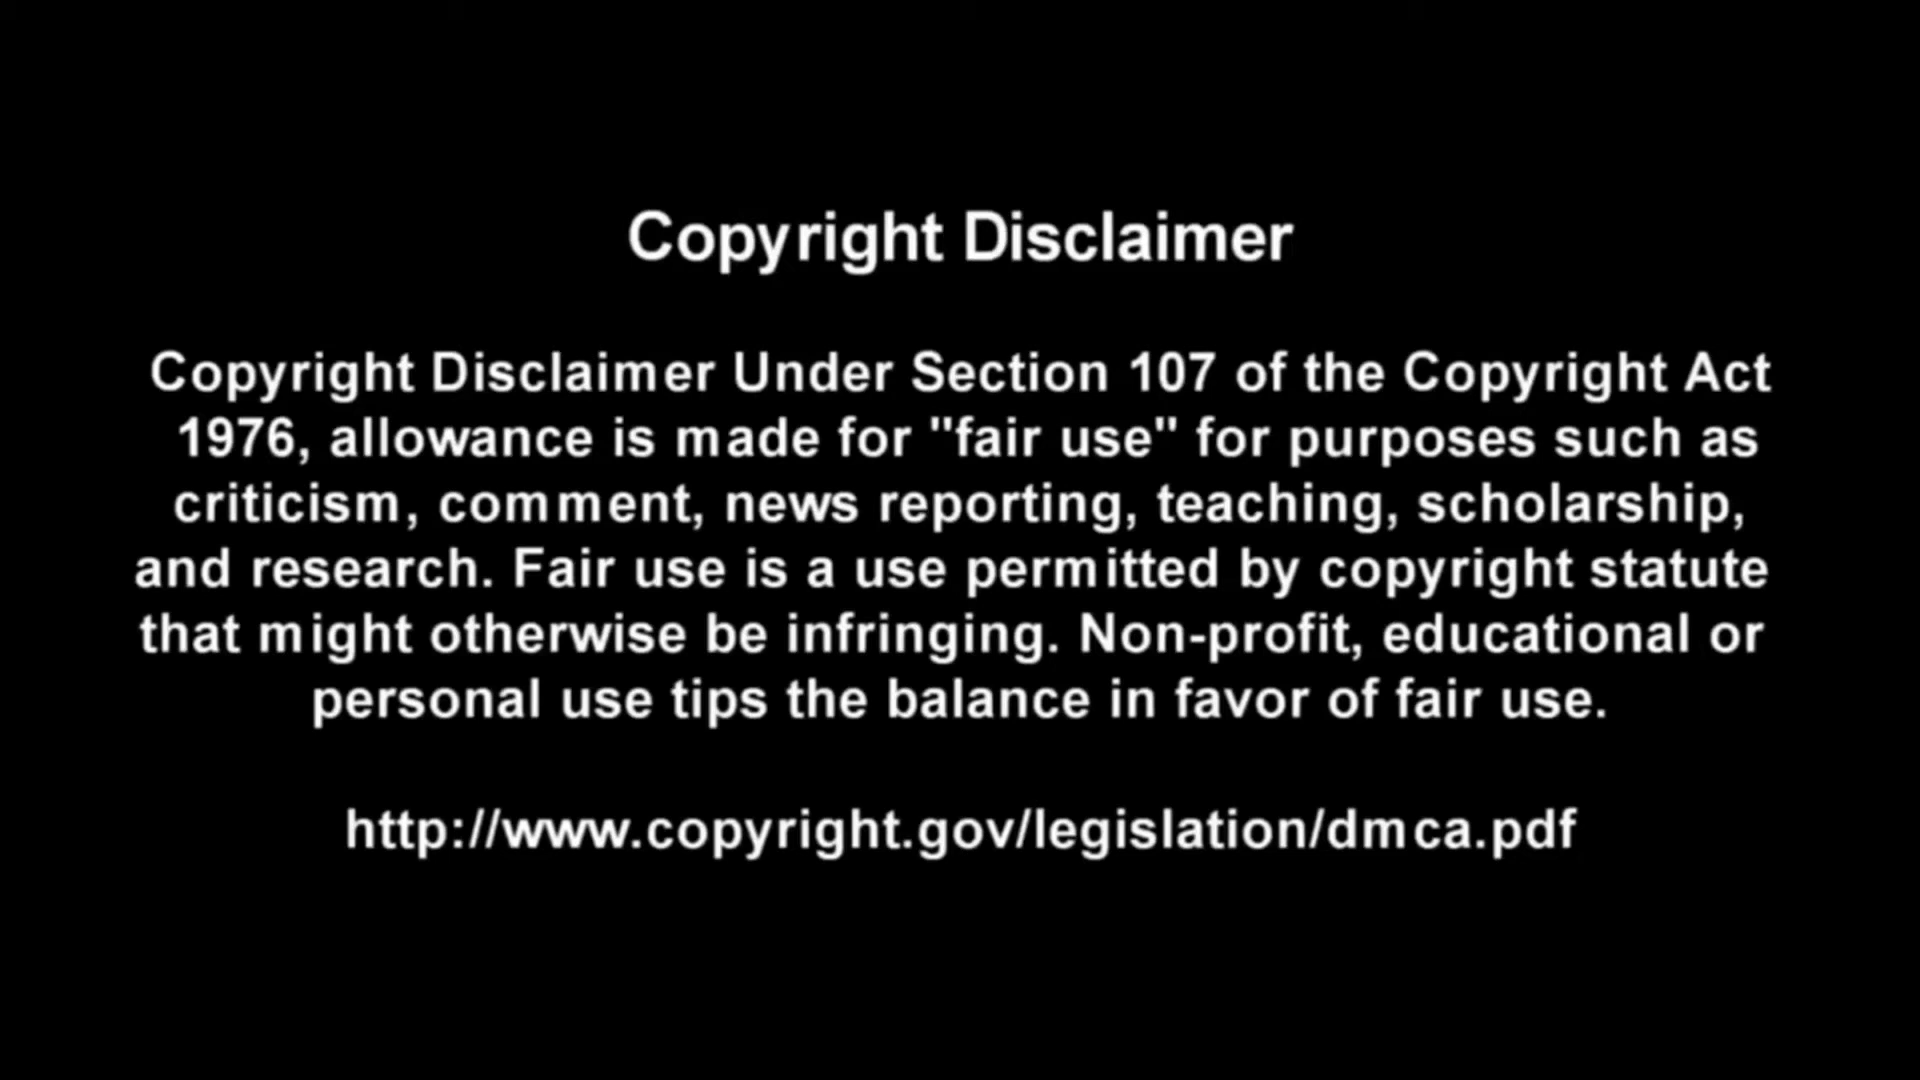 Copyright Disclaimer
Copyright Disclaimer Under Section 107 of the Copyright Act
1976, allowance is made for "fair use" for purposes such as
criticism, comment, news reporting, teaching, scholarship,
and research. Fair use is a use permitted by copyright statute
that might otherwise be infringing. Non-profit, educational or
personal use tips the balance in favor of fair use.
http://www.copyright.gov/legislation/dmca.pdf